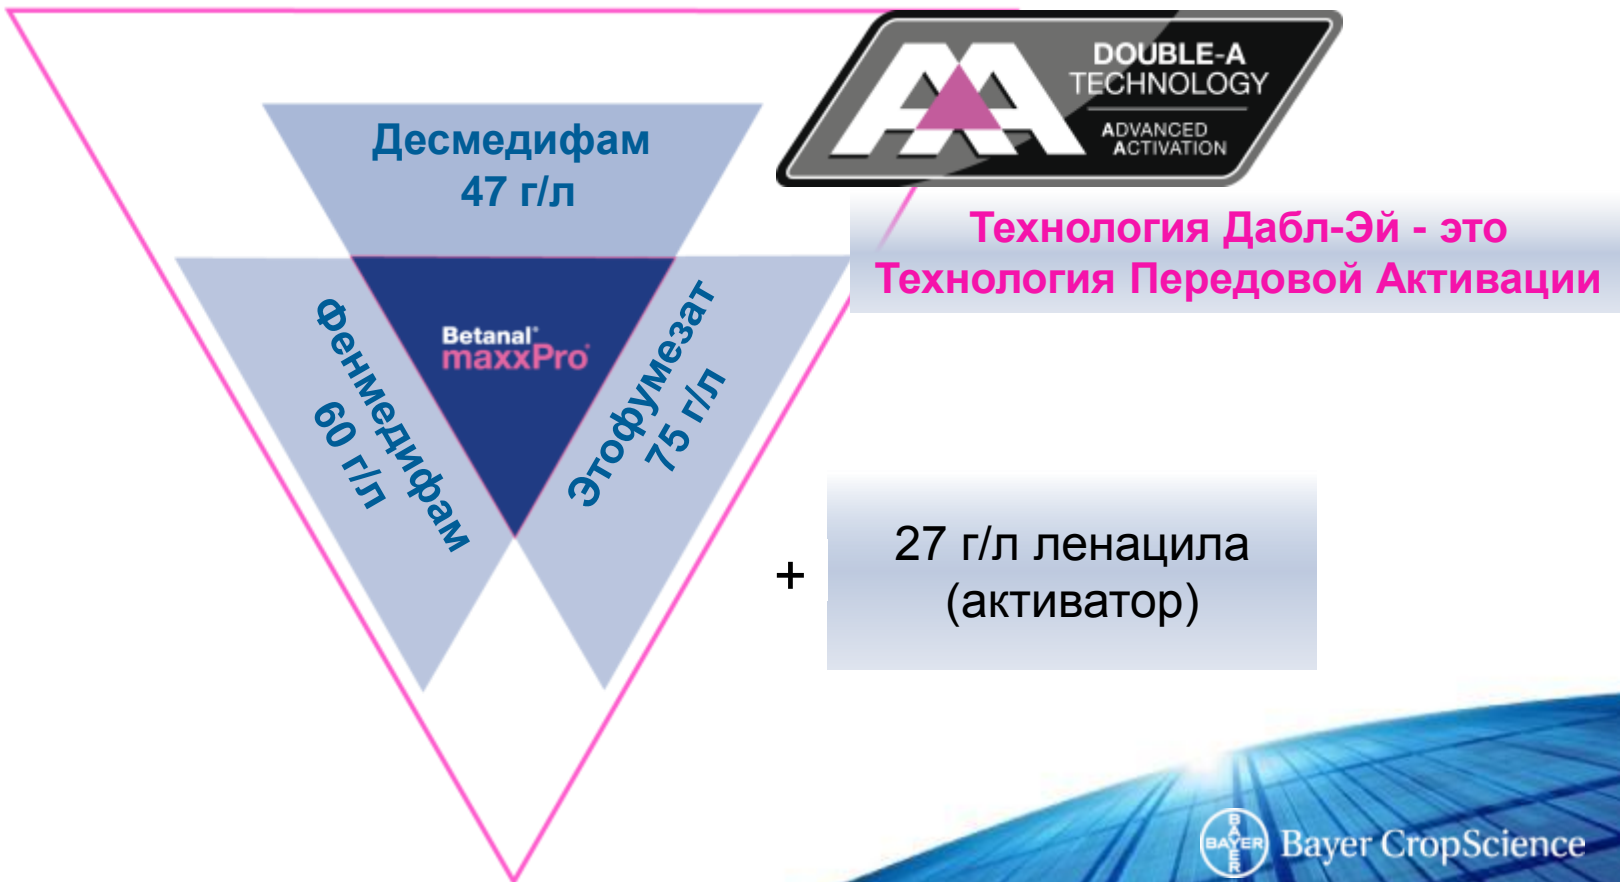 DOUBLE-A
TECHNOLOGY
ADVANCED
ACTIVATION
Десмедифам
47 г/л
Технология Дабл-Эй - это
Технология Передовой Активации
Фенмедифам
60 г/л
Betanal®
maxxPro®
Этофумезат
75 г/л
+
27 г/л ленацила
(активатор)
BAYER
BAYER
Bayer CropScience